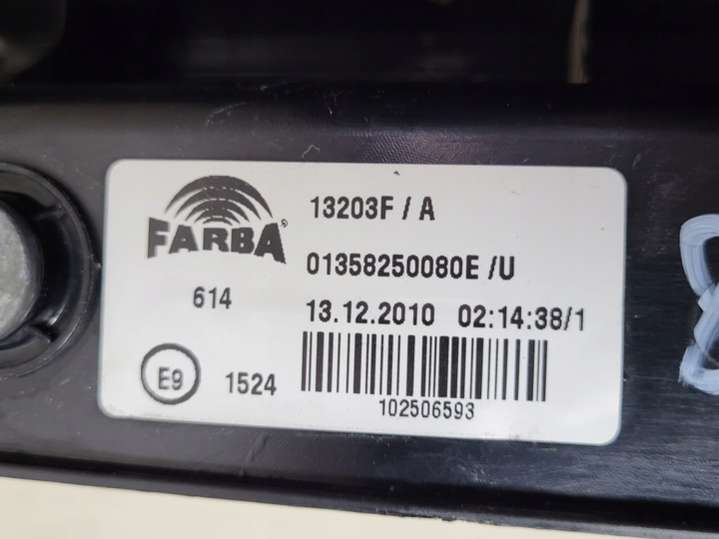 FARBA®
13203F / A
01358250080E /U
614
13.12.2010 02:14:38/1
E9
1524
102506593